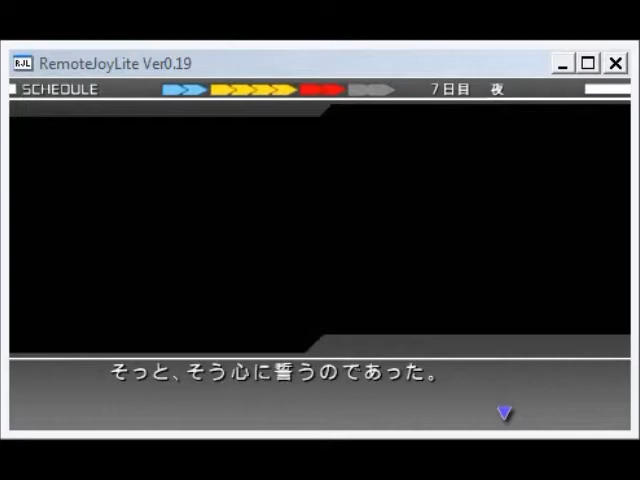 RJL RemoteJoyLite Ver0.19
SCHEDULE 7日目 夜
そっと、そう心に誓うのであった。